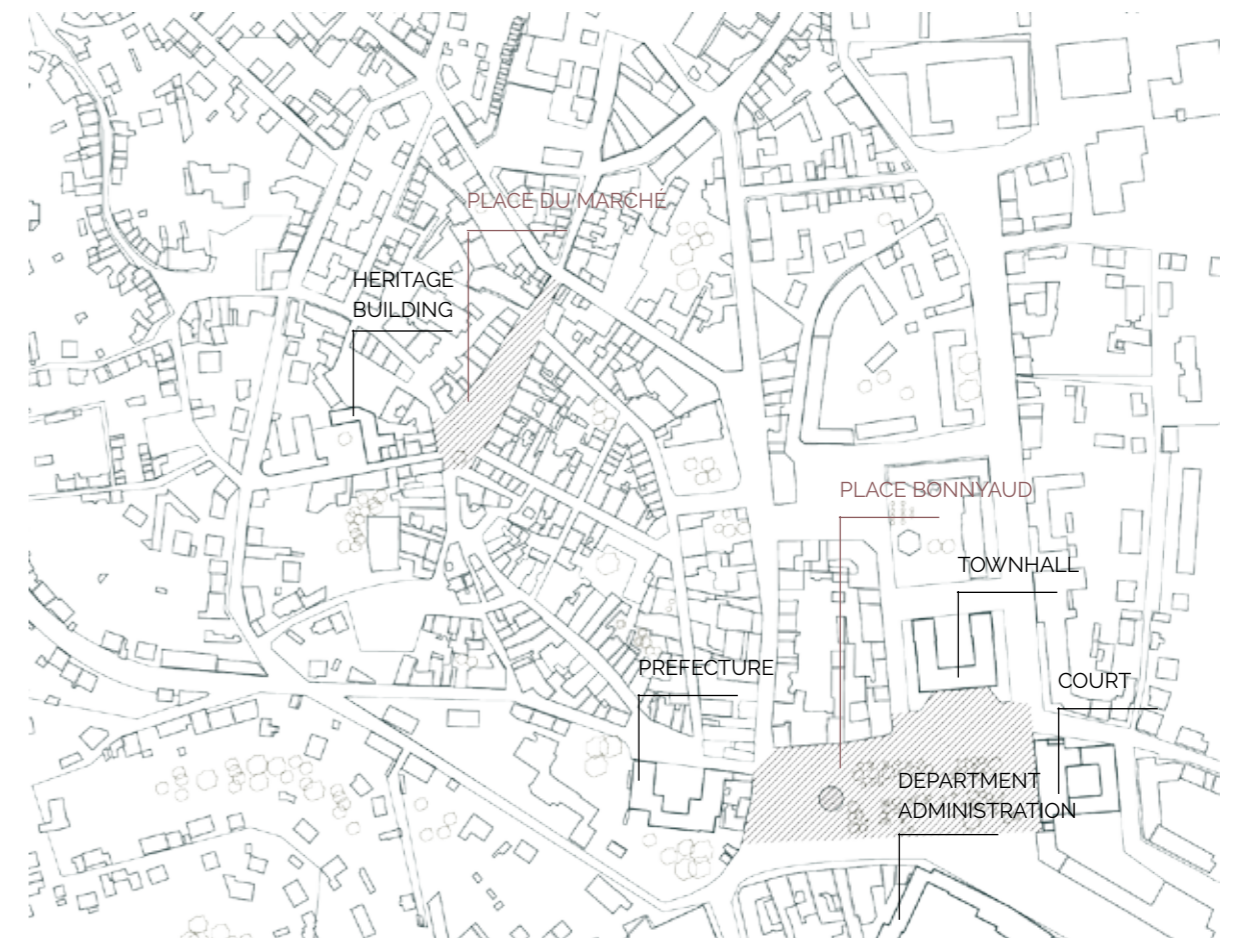 PLACE DU MARCHÉ
HERITAGE
BUILDING
PLACE BONNYAUD
TOWNHALL
PREFECTURE
COURT
DEPARTMENT
ADMINISTRATION